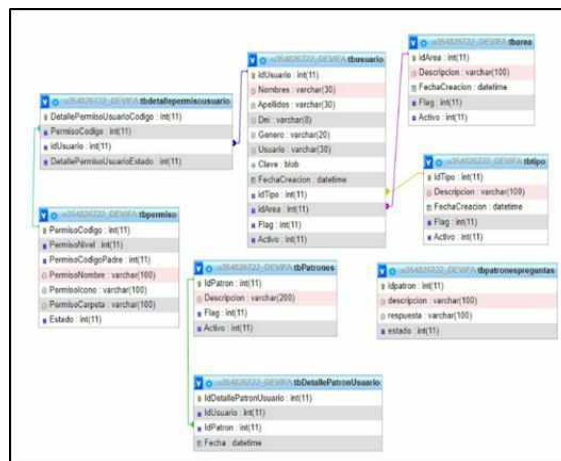 tbdetallepermisousuario
DetallePermisoUsuarioCodigo : int(11)
PermisoCodigo : int(11)
idUsuario : int(11)
DetallePermisoUsuarioEstado : int(11)
tbpermiso
PermisoCodigo : int(11)
PermisoNivel : int(11)
PermisoCodigoPadre : int(11)
PermisoNombre : varchar(100)
PermisoIcono : varchar(100)
PermisoCarpeta : varchar(100)
Estado : int(11)
tbusuario
idUsuario : int(11)
Nombres : varchar(30)
Apellidos : varchar(30)
Dni : varchar(8)
Genero : varchar(20)
Usuario : varchar(30)
Clave : blob
FechaCreacion : datetime
idTipo : int(11)
idArea : int(11)
Flag : int(11)
Activo : int(11)
tbarea
idArea : int(11)
Descripcion : varchar(100)
FechaCreacion : datetime
Flag : int(11)
Activo : int(11)
tbtipo
idTipo : int(11)
Descripcion : varchar(100)
FechaCreacion : datetime
Flag : int(11)
Activo : int(11)
tbPatrones
IdPatron : int(11)
Descripcion : varchar(200)
Flag : int(11)
Activo : int(11)
tbpatronespreguntas
idpatron : int(11)
descripcion : varchar(100)
respuesta : varchar(100)
estado : int(11)
tbDetallePatronUsuario
IdDetallePatronUsuario : int(11)
IdUsuario : int(11)
IdPatron : int(11)
Fecha : datetime